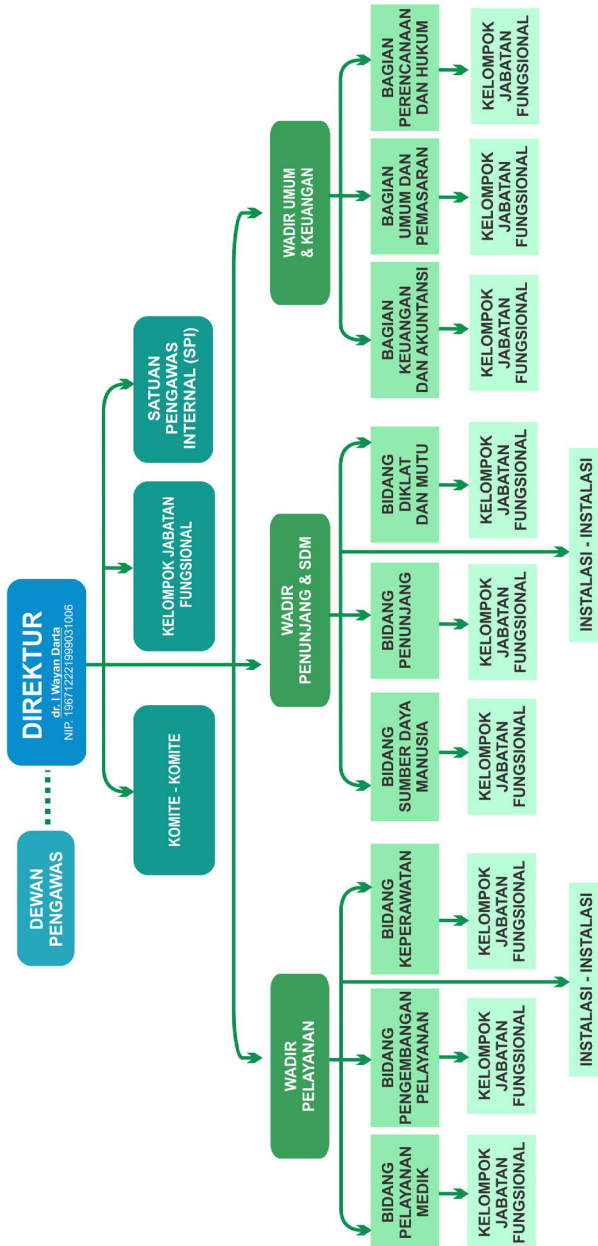 DEWAN
PENGAWAS
DIREKTUR
dr. I Wayan Darta
NIP. 196712221999031006
KOMITE - KOMITE
KELOMPOK JABATAN
FUNGSIONAL
SATUAN
PENGAWAS
INTERNAL (SPI)
WADIR
PELAYANAN
WADIR
PENUNJANG & SDM
WADIR UMUM
& KEUANGAN
BIDANG
PELAYANAN
MEDIK
BIDANG
PENGEMBANGAN
PELAYANAN
BIDANG
KEPERAWATAN
BIDANG
SUMBER DAYA
MANUSIA
BIDANG
PENUNJANG
BIDANG
DIKLAT
DAN MUTU
BAGIAN
KEUANGAN
DAN AKUNTANSI
BAGIAN
UMUM DAN
PEMASARAN
BAGIAN
PERENCANAAN
DAN HUKUM
KELOMPOK
JABATAN
FUNGSIONAL
KELOMPOK
JABATAN
FUNGSIONAL
KELOMPOK
JABATAN
FUNGSIONAL
KELOMPOK
JABATAN
FUNGSIONAL
KELOMPOK
JABATAN
FUNGSIONAL
KELOMPOK
JABATAN
FUNGSIONAL
KELOMPOK
JABATAN
FUNGSIONAL
KELOMPOK
JABATAN
FUNGSIONAL
KELOMPOK
JABATAN
FUNGSIONAL
INSTALASI - INSTALASI
INSTALASI - INSTALASI